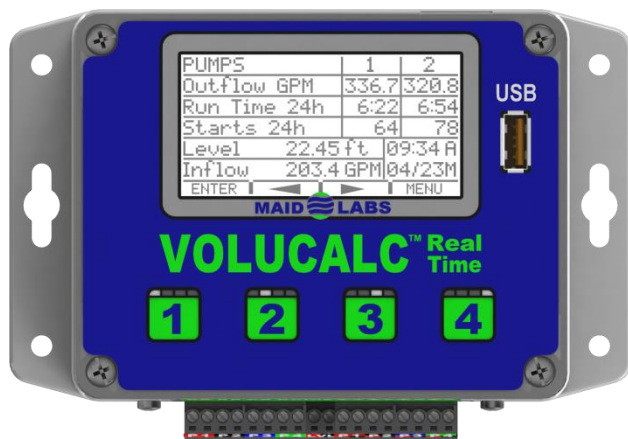 PUMPS 1 2
Outflow GPM 336.7 320.8
Run Time 24h 6:22 6:54
Starts 24h 64 78
Level 22.45 ft 09:34 A
Inflow 203.4 GPM 04/23M
ENTER MENU
MAID LABS
USB
VOLUCALC™ Real Time
1 2 3 4